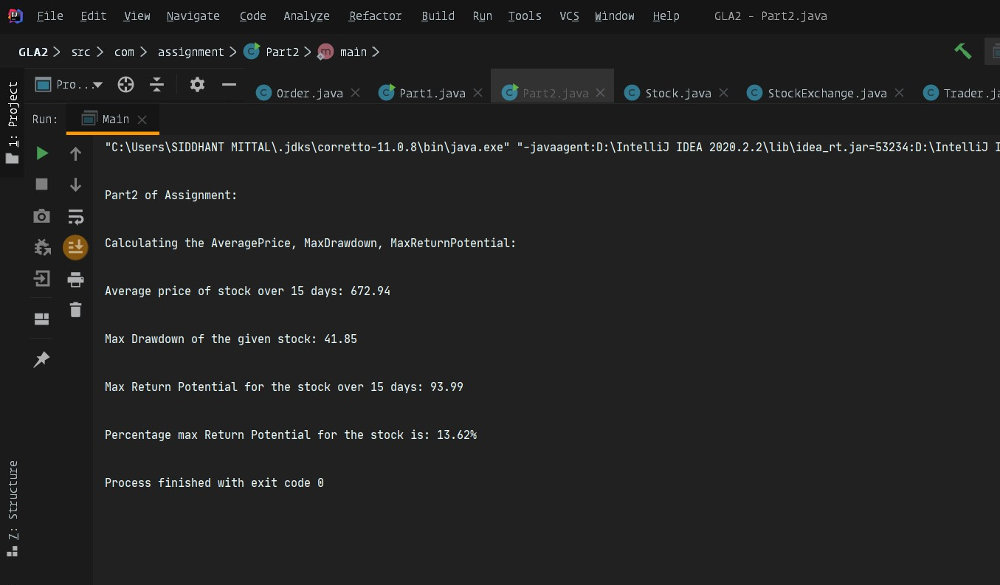 File Edit View Navigate Code Analyze Refactor Build Run Tools VCS Window Help GLA2 - Part2.java
GLA2 src com assignment Part2 main
Pro... Order.java Part1.java Part2.java Stock.java StockExchange.java Trader.ja
1: Project
Run: Main
"C:\Users\SIDDHANT MITTAL\.jdks\corretto-11.0.8\bin\java.exe" "-javaagent:D:\IntelliJ IDEA 2020.2.2\lib\idea_rt.jar=53234:D:\IntelliJ I
Part2 of Assignment:
Calculating the AveragePrice, MaxDrawdown, MaxReturnPotential:
Average price of stock over 15 days: 672.94
Max Drawdown of the given stock: 41.85
Max Return Potential for the stock over 15 days: 93.99
Percentage max Return Potential for the stock is: 13.62%
Process finished with exit code 0
Z: Structure